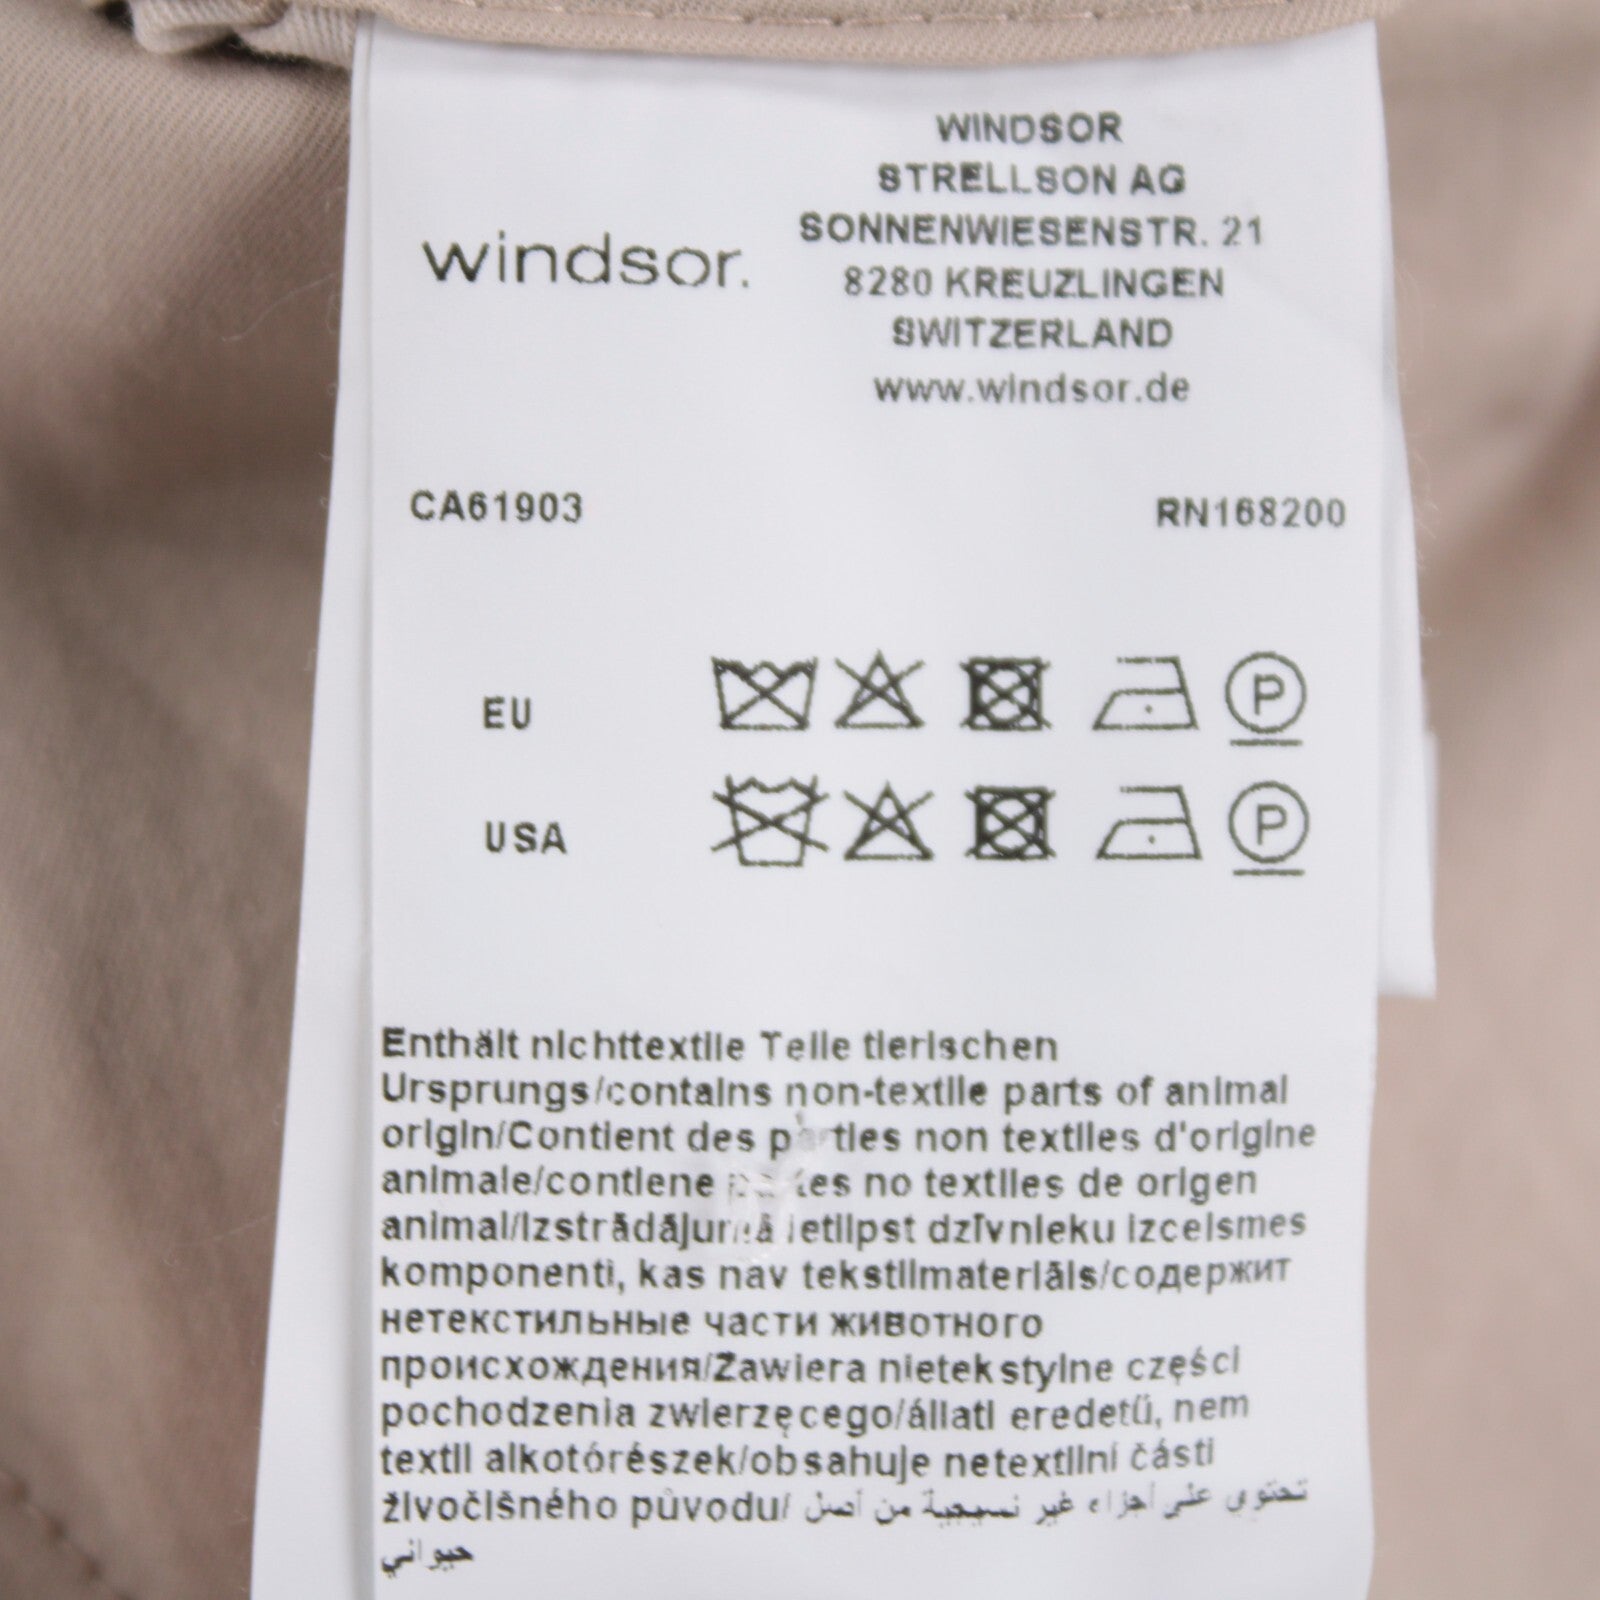 windsor.
WINDSOR
STRELLSON AG
SONNENWIESENSTR. 21
8280 KREUZLINGEN
SWITZERLAND
www.windsor.de
CA61903
RN168200
EU
P
USA
P
Enthält nichttextile Teile tierischen
Ursprungs/contains non-textile parts of animal
origin/Contient des parties non textiles d'origine
animale/contiene partes no textiles de origen
animal/Izstrādājumā ietilpst dzīvnieku izcelsmes
komponenti, kas nav tekstilmateriāls/содержит
нетекстильные части животного
происхождения/Zawiera nietekstylne części
pochodzenia zwierzęcego/állati eredetű, nem
textil alkotórészek/obsahuje netextilní části
živočišného původu/ تحتوي على أجزاء غير نسيجية من أصل
حيواني